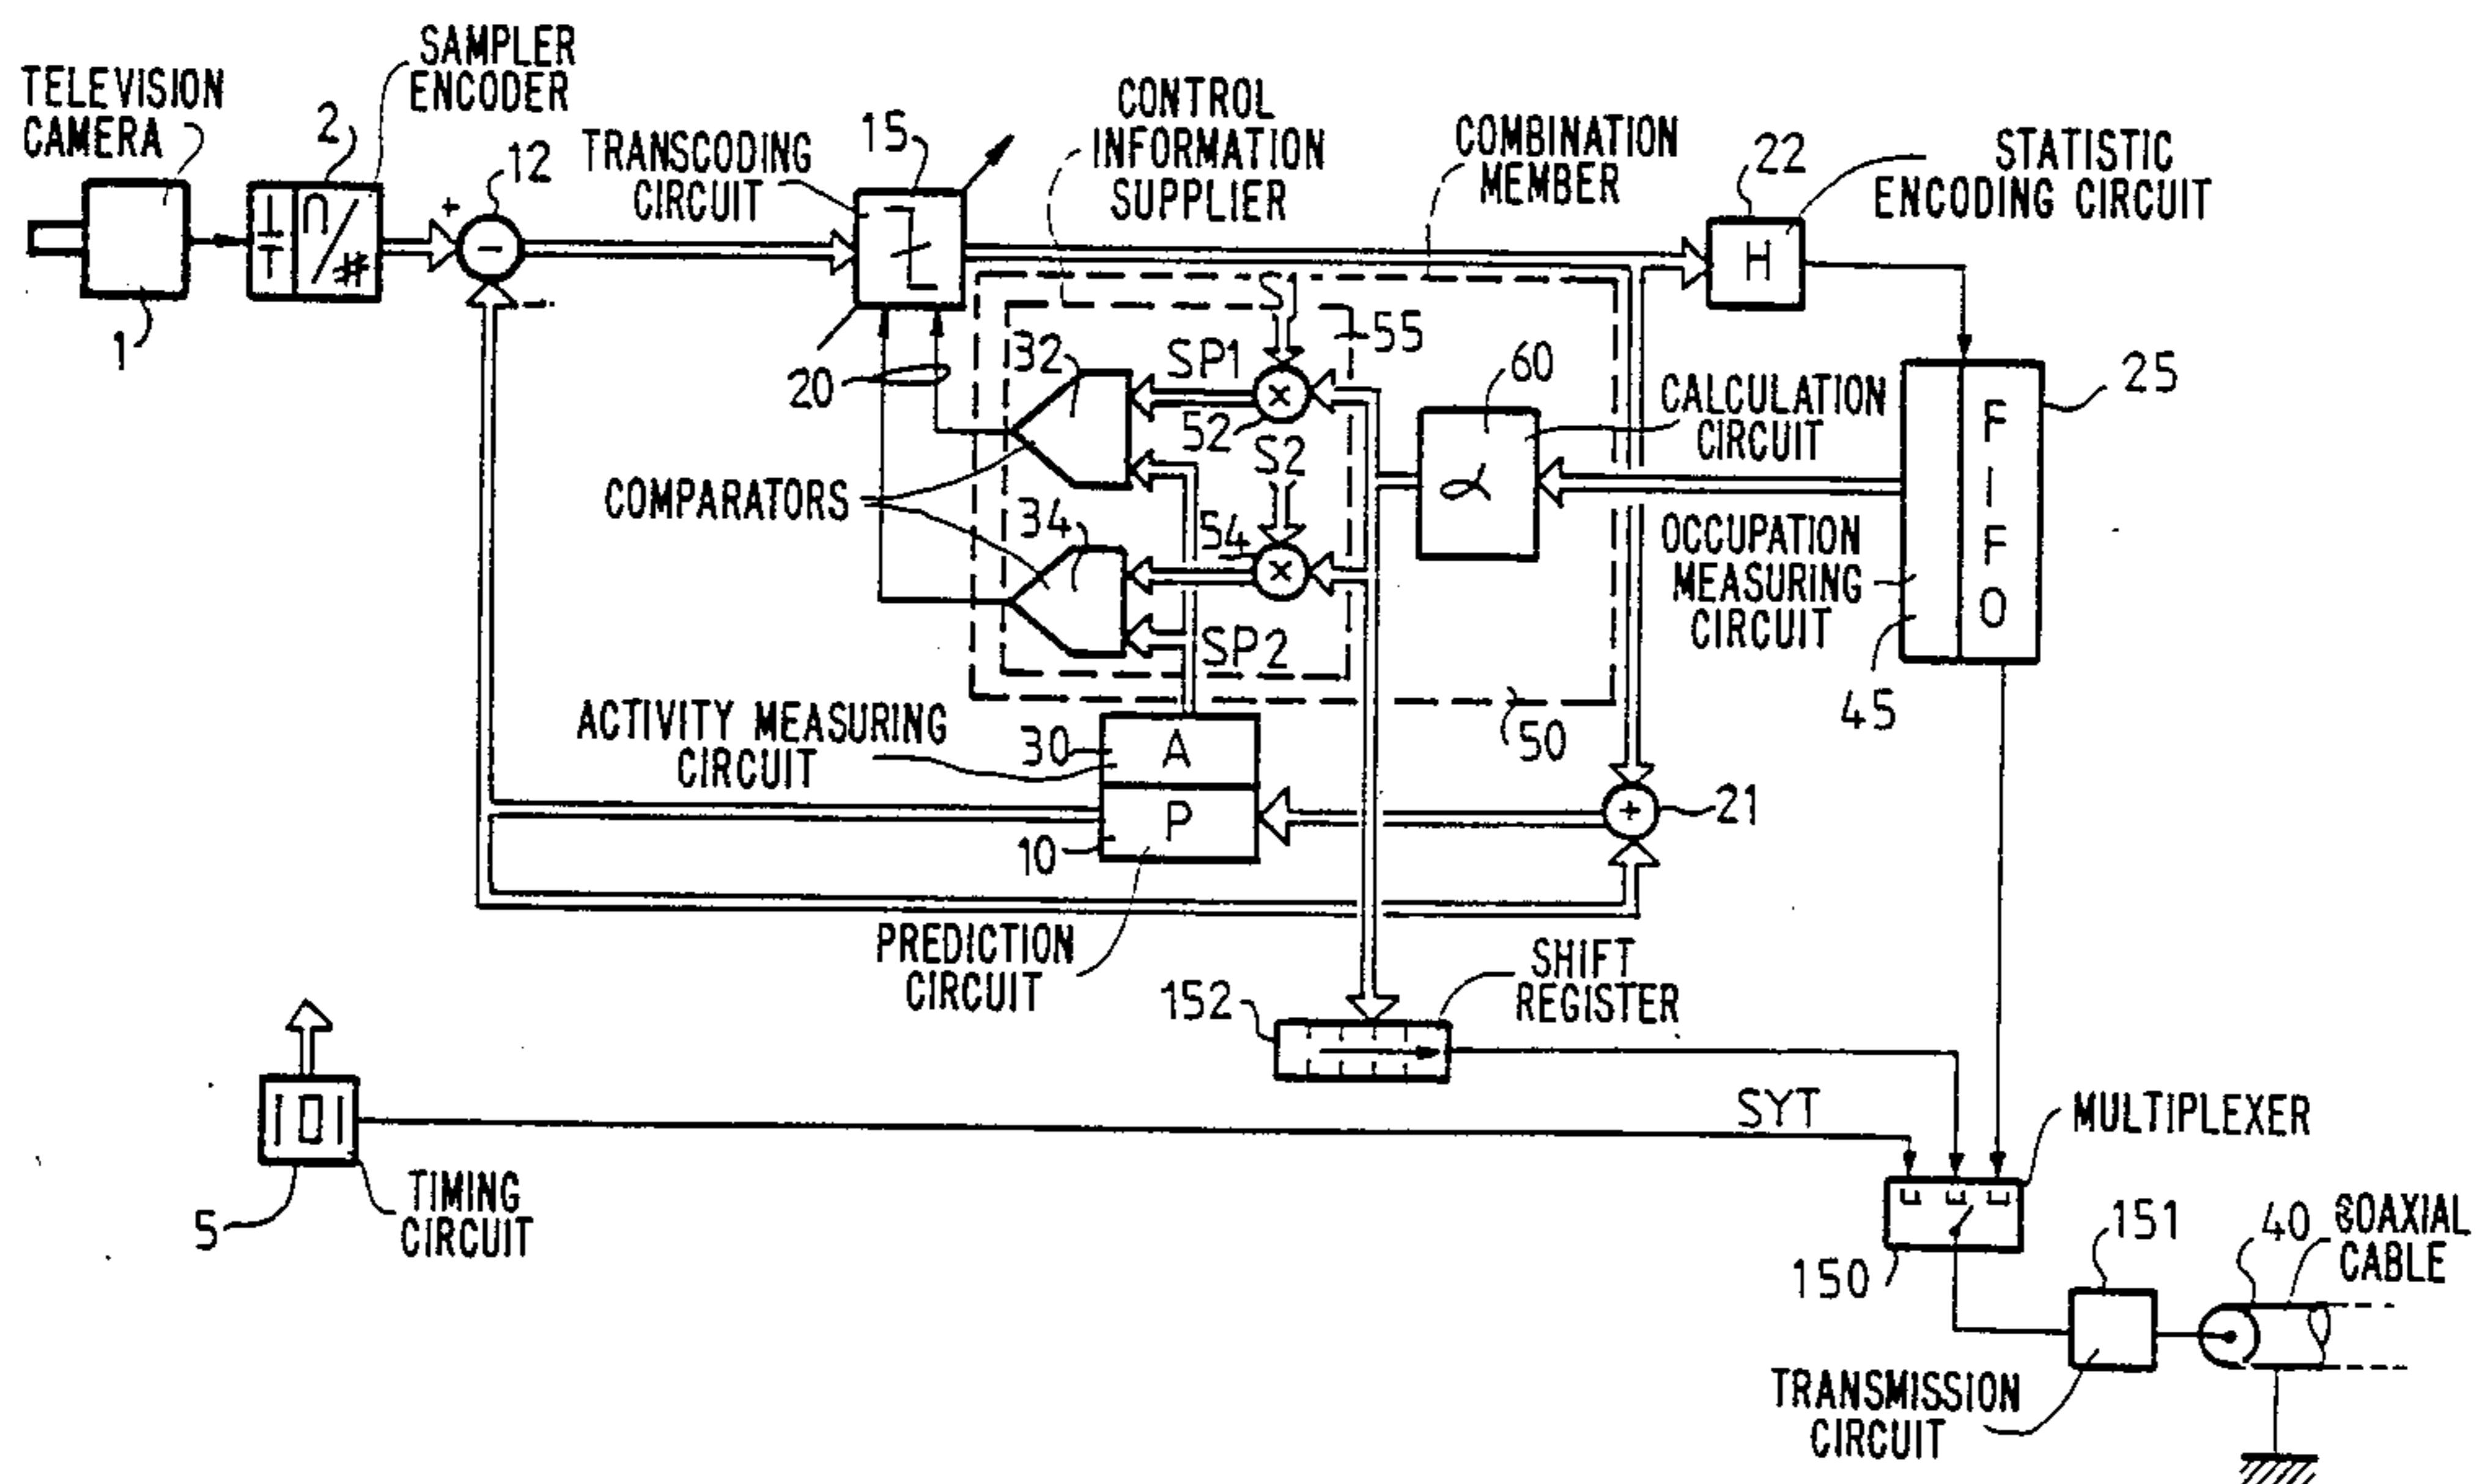 TELEVISION
CAMERA
1
2
SAMPLER
ENCODER
n/#
+
12
-
-
TRANSCODING
CIRCUIT
15
20
CONTROL
INFORMATION
SUPPLIER
COMBINATION
MEMBER
22
H
STATISTIC
ENCODING CIRCUIT
S1
55
32
SP1
x
52
60
α
CALCULATION
CIRCUIT
25
FIFO
S2
COMPARATORS
34
54
x
SP2
OCCUPATION
MEASURING
CIRCUIT
45
50
ACTIVITY MEASURING
CIRCUIT
30
A
P
10
+
21
PREDICTION
CIRCUIT
152
SHIFT
REGISTER
SYT
MULTIPLEXER
5
TIMING
CIRCUIT
150
151
40
COAXIAL
CABLE
TRANSMISSION
CIRCUIT